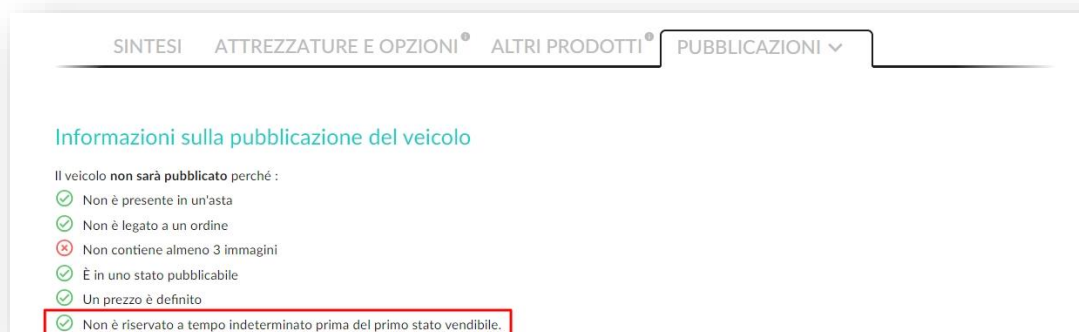 SINTESI ATTREZZATURE E OPZIONI ALTRI PRODOTTI PUBBLICAZIONI
Informazioni sulla pubblicazione del veicolo
Il veicolo non sarà pubblicato perché :
Non è presente in un'asta
Non è legato a un ordine
Non contiene almeno 3 immagini
È in uno stato pubblicabile
Un prezzo è definito
Non è riservato a tempo indeterminato prima del primo stato vendibile.